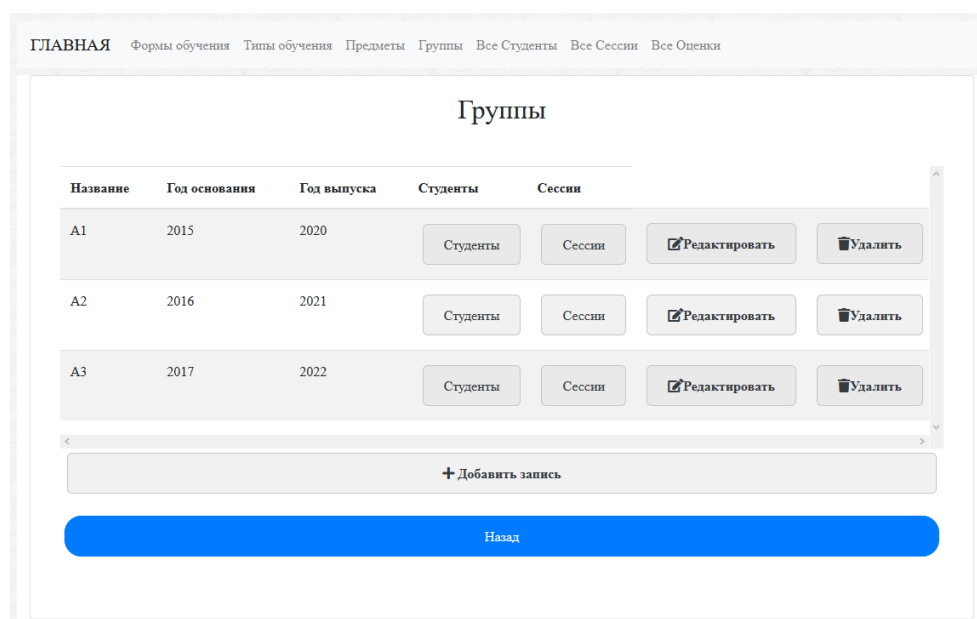 ГЛАВНАЯ Формы обучения Типы обучения Предметы Группы Все Студенты Все Сессии Все Оценки
Группы
Название Год основания Год выпуска Студенты Сессии
А1 2015 2020 Студенты Сессии Редактировать Удалить
А2 2016 2021 Студенты Сессии Редактировать Удалить
А3 2017 2022 Студенты Сессии Редактировать Удалить
Добавить запись
Назад